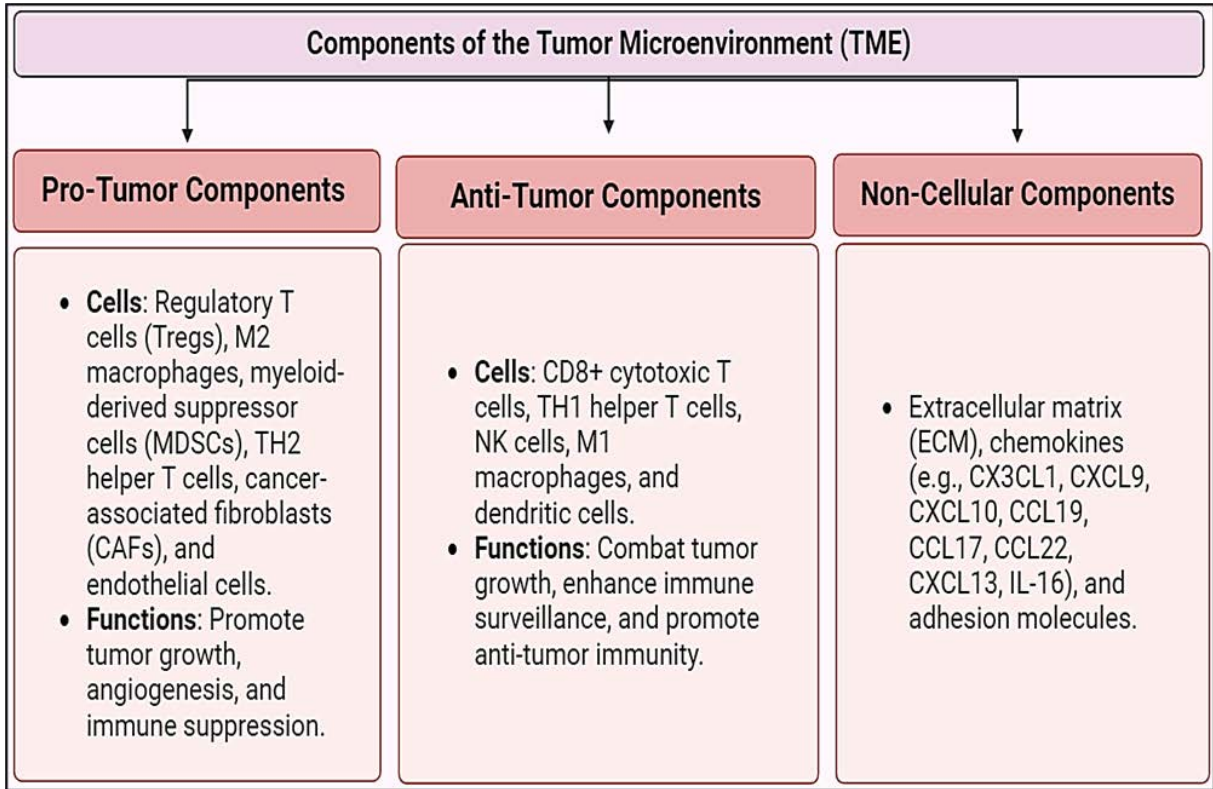 Components of the Tumor Microenvironment (TME)
Pro-Tumor Components
• Cells: Regulatory T
cells (Tregs), M2
macrophages, myeloid-
derived suppressor
cells (MDSCs), TH2
helper T cells, cancer-
associated fibroblasts
(CAFs), and
endothelial cells.
• Functions: Promote
tumor growth,
angiogenesis, and
immune suppression.
Anti-Tumor Components
• Cells: CD8+ cytotoxic T
cells, TH1 helper T cells,
NK cells, M1
macrophages, and
dendritic cells.
• Functions: Combat tumor
growth, enhance immune
surveillance, and promote
anti-tumor immunity.
Non-Cellular Components
• Extracellular matrix
(ECM), chemokines
(e.g., CX3CL1, CXCL9,
CXCL10, CCL19,
CCL17, CCL22,
CXCL13, IL-16), and
adhesion molecules.